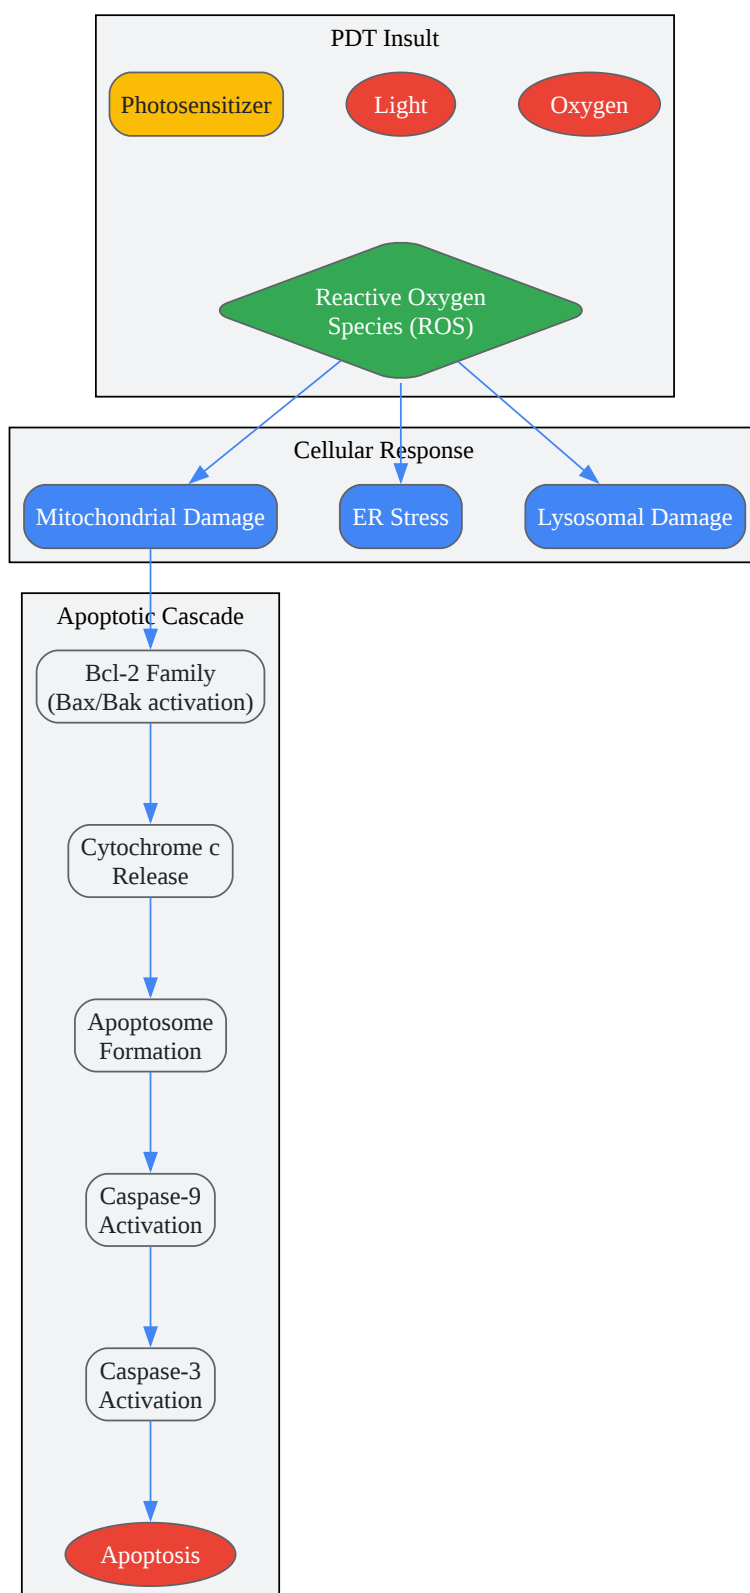 PDT Insult
Photosensitizer
Light
Oxygen
Reactive Oxygen
Species (ROS)
Cellular Response
Mitochondrial Damage
ER Stress
Lysosomal Damage
Apoptotic Cascade
Bcl-2 Family
(Bax/Bak activation)
Cytochrome c
Release
Apoptosome
Formation
Caspase-9
Activation
Caspase-3
Activation
Apoptosis